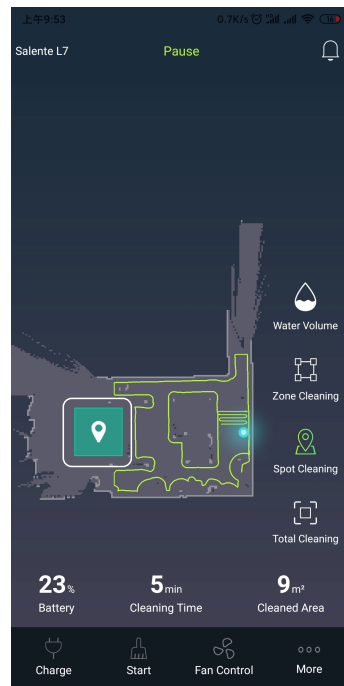 上午9:53 0.7K/s 16
Salente L7 Pause
Water Volume
Zone Cleaning
Spot Cleaning
Total Cleaning
23% 5min 9m²
Battery Cleaning Time Cleaned Area
Charge Start Fan Control More